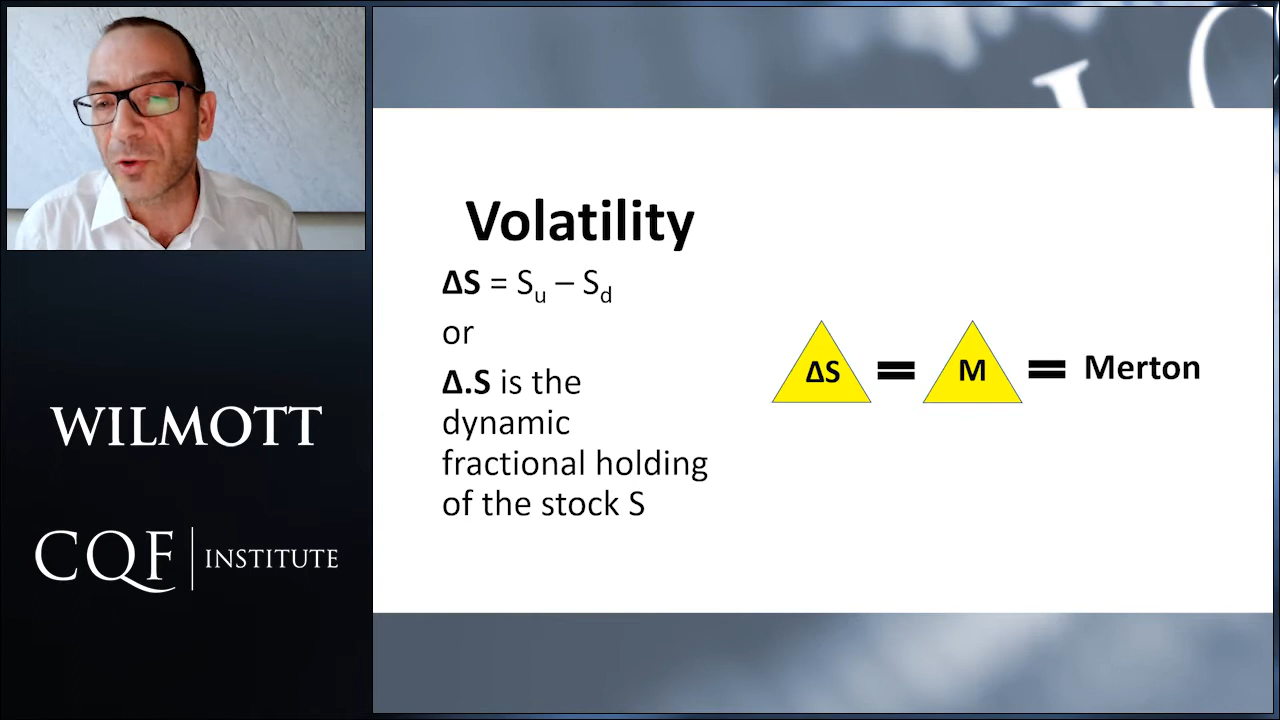 Volatility
ΔS = Su – Sd
or
Δ.S is the
dynamic
fractional holding
of the stock S
ΔS = M = Merton
WILMOTT
CQF | INSTITUTE